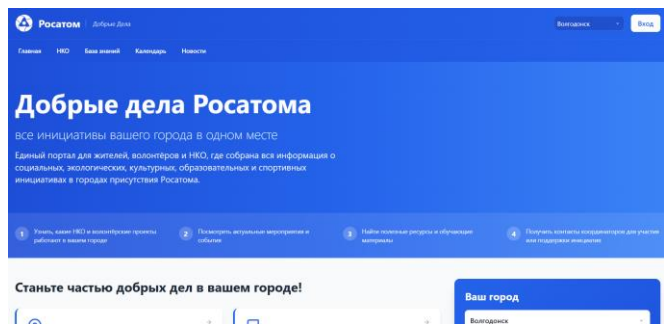 Росатом | Добрые Дела
Волгодонск
Вход
Главная НКО База знаний Календарь Новости
Добрые дела Росатома
все инициативы вашего города в одном месте
Единый портал для жителей, волонтёров и НКО, где собрана вся информация о
социальных, экологических, культурных, образовательных и спортивных
инициативах в городах присутствия Росатома.
1 Узнать, какие НКО и волонтёрские проекты
работают в вашем городе
2 Посмотреть актуальные мероприятия и
события
3 Найти полезные ресурсы и обучающие
материалы
4 Получить контакты координаторов для участия
или поддержки инициатив
Станьте частью добрых дел в вашем городе!
Ваш город
Волгодонск